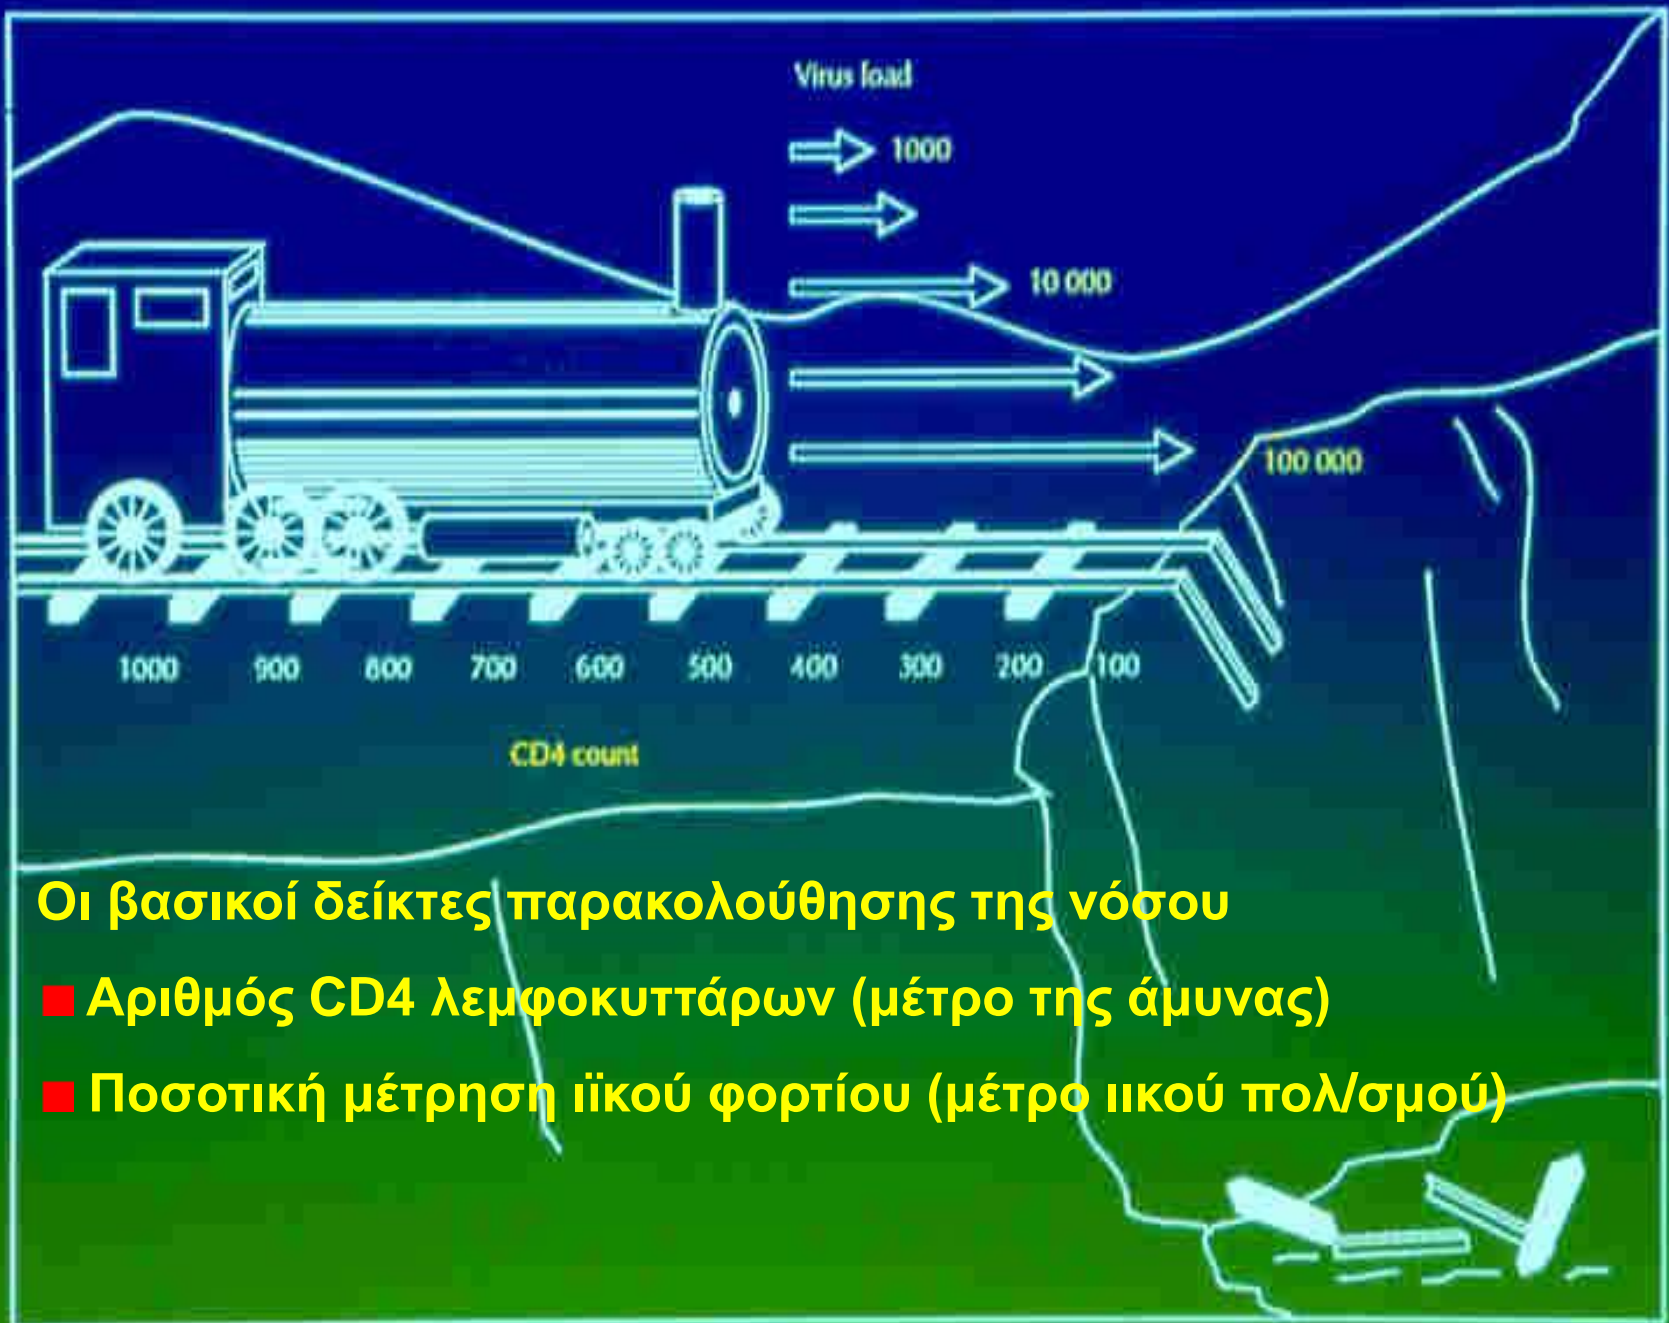 Virus load
1000
10 000
100 000
1000 900 800 700 600 500 400 300 200 100
CD4 count
Οι βασικοί δείκτες παρακολούθησης της νόσου
Αριθμός CD4 λεμφοκυττάρων (μέτρο της άμυνας)
Ποσοτική μέτρηση ιϊκού φορτίου (μέτρο ιικού πολ/σμού)